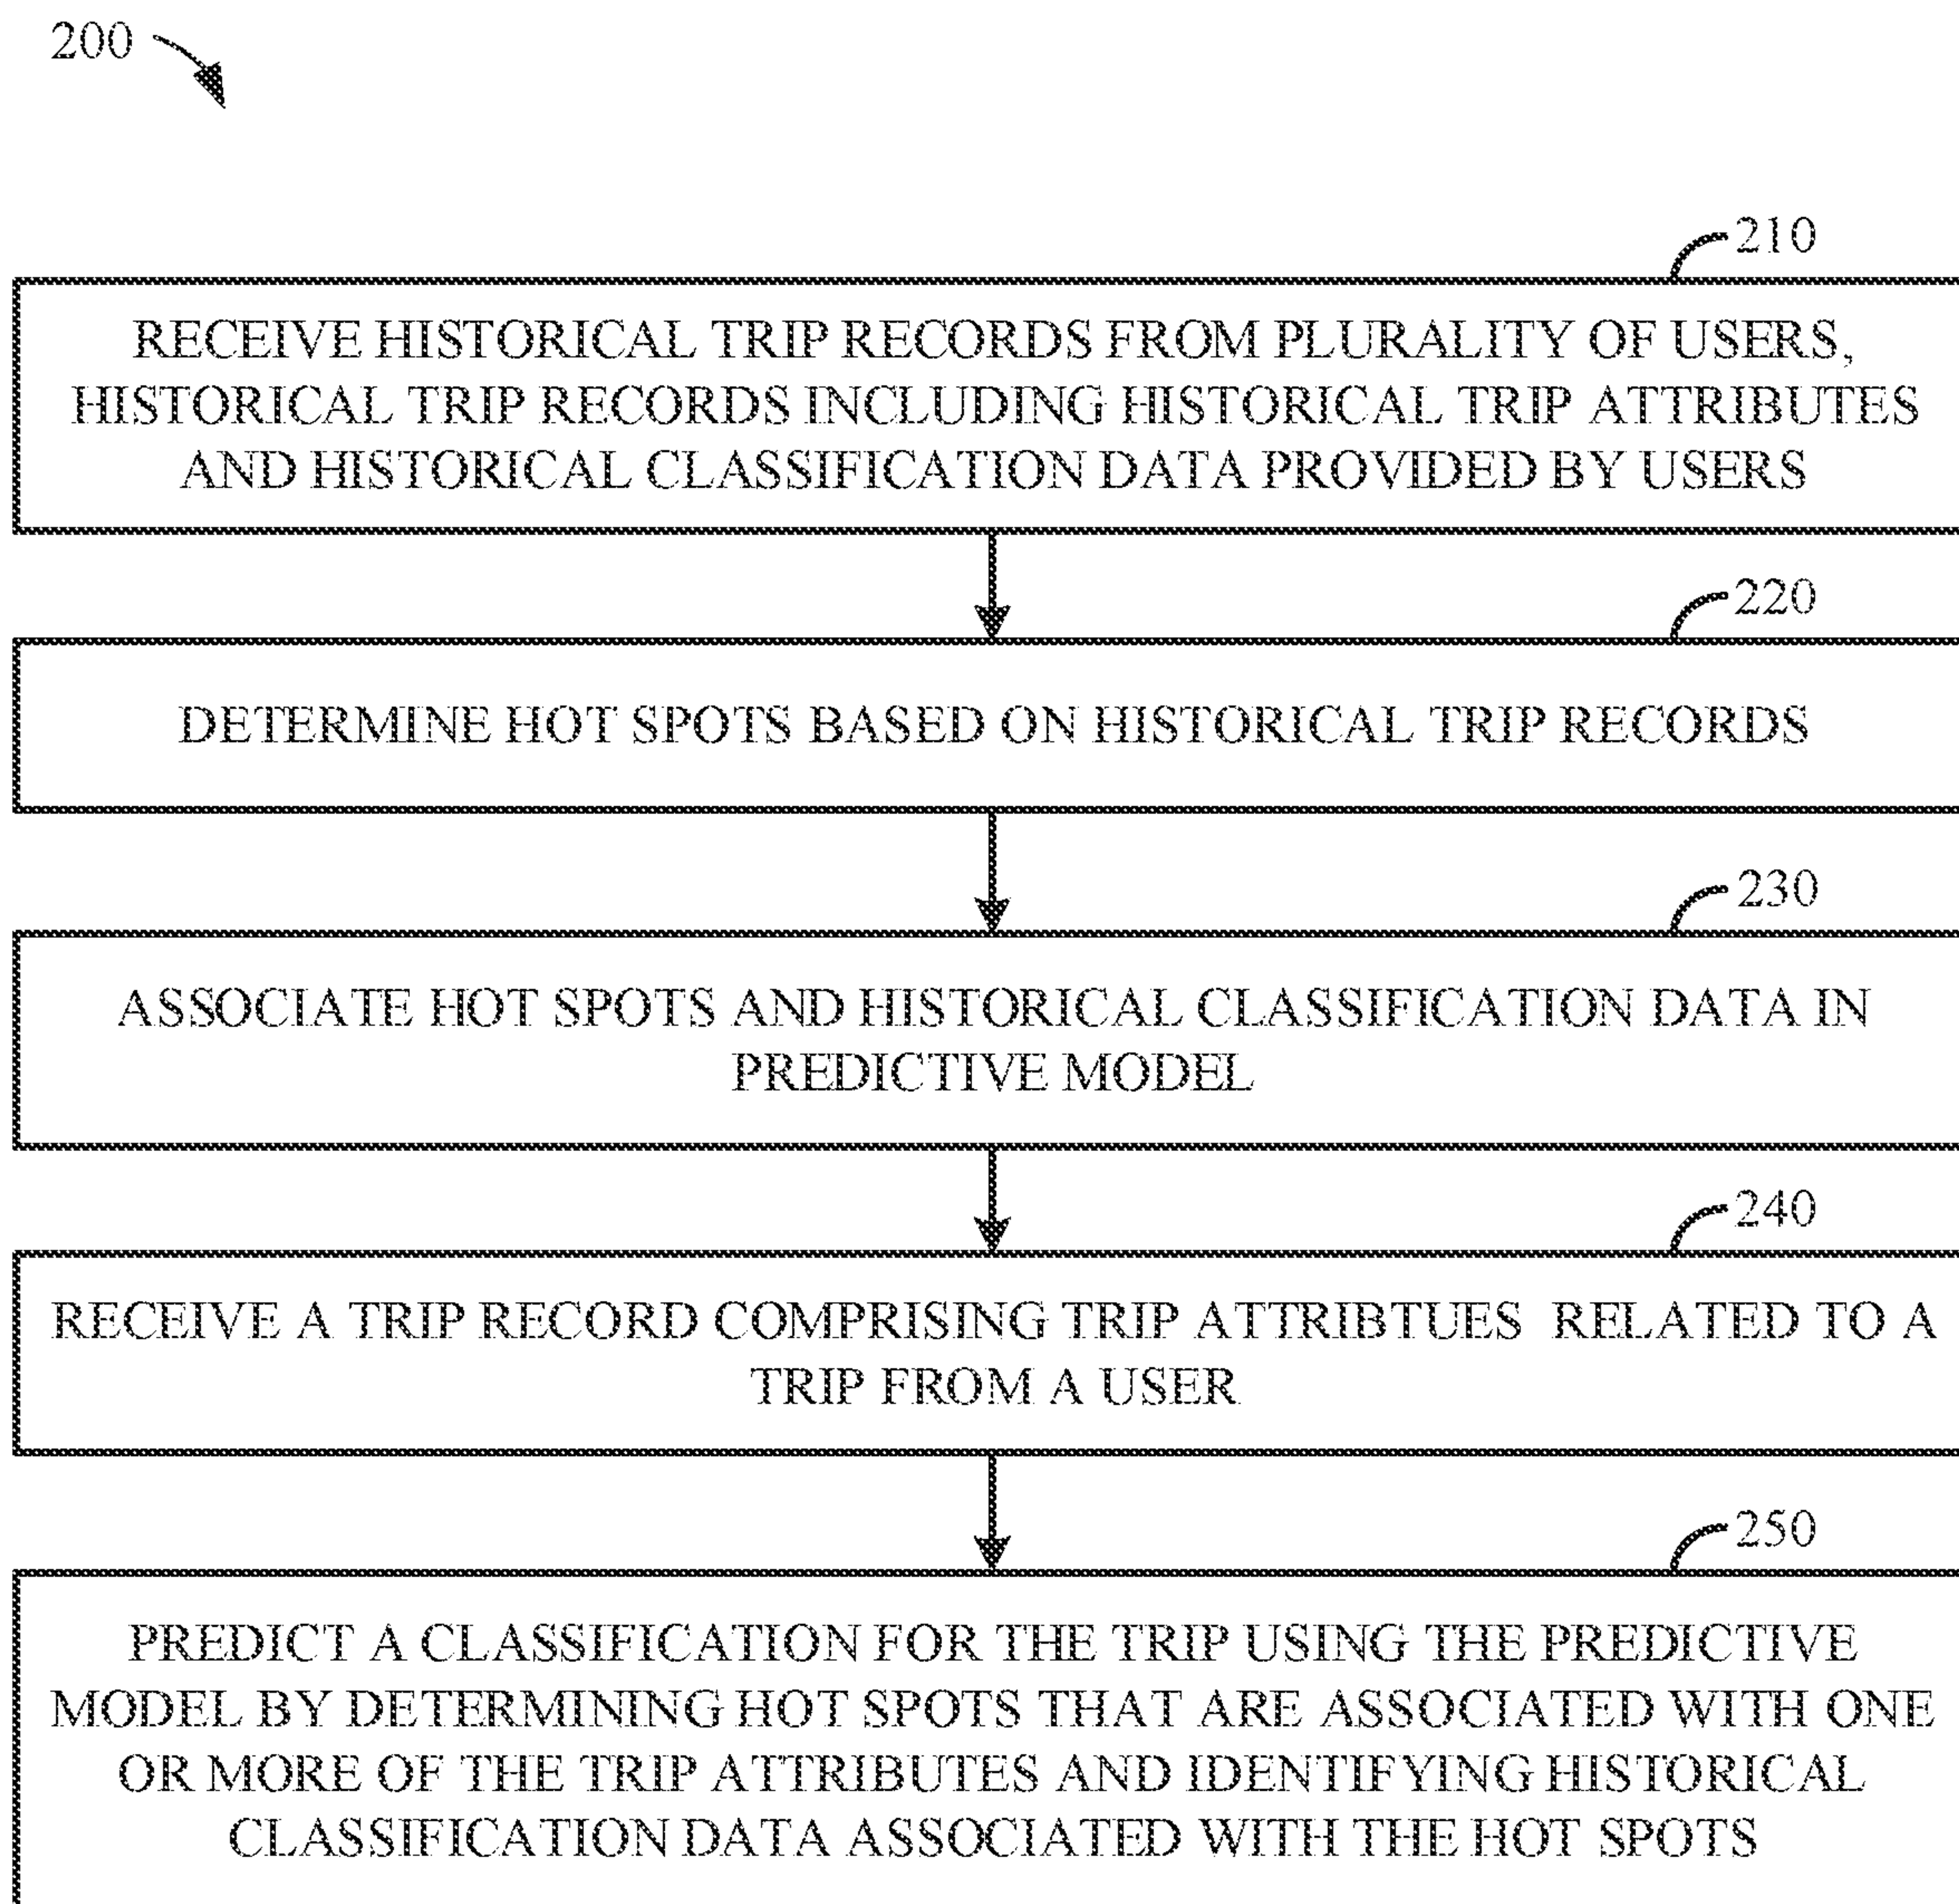 200
210
RECEIVE HISTORICAL TRIP RECORDS FROM PLURALITY OF USERS,
HISTORICAL TRIP RECORDS INCLUDING HISTORICAL TRIP ATTRIBUTES
AND HISTORICAL CLASSIFICATION DATA PROVIDED BY USERS
220
DETERMINE HOT SPOTS BASED ON HISTORICAL TRIP RECORDS
230
ASSOCIATE HOT SPOTS AND HISTORICAL CLASSIFICATION DATA IN
PREDICTIVE MODEL
240
RECEIVE A TRIP RECORD COMPRISING TRIP ATTRIBTUES RELATED TO A
TRIP FROM A USER
250
PREDICT A CLASSIFICATION FOR THE TRIP USING THE PREDICTIVE
MODEL BY DETERMINING HOT SPOTS THAT ARE ASSOCIATED WITH ONE
OR MORE OF THE TRIP ATTRIBUTES AND IDENTIFYING HISTORICAL
CLASSIFICATION DATA ASSOCIATED WITH THE HOT SPOTS